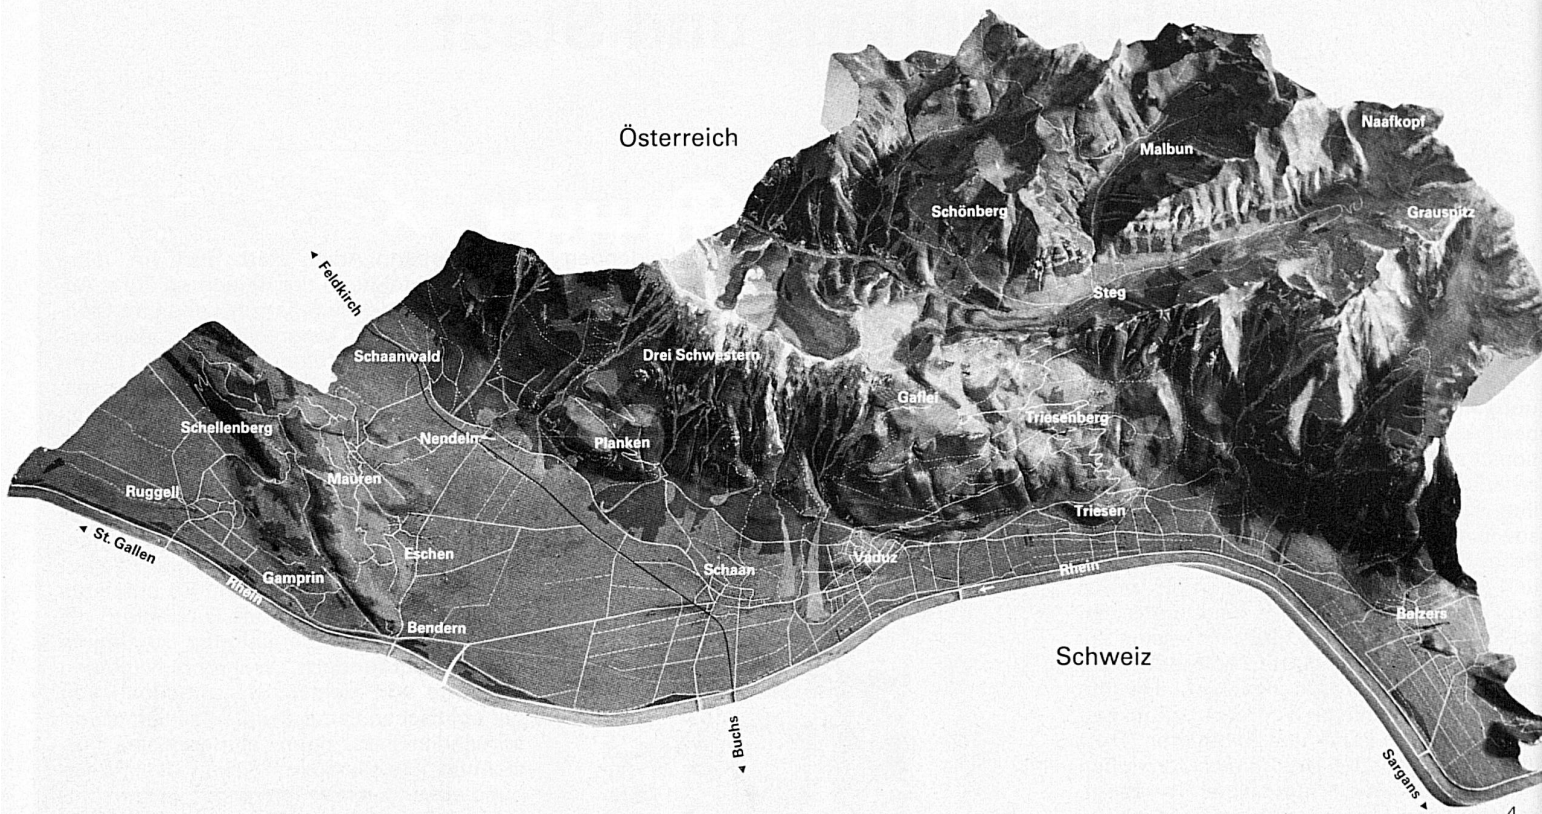 Österreich
Naafkopf
Malbun
Schönberg
Grauspitz
Feldkirch
Steg
Schaanwald
Drei Schwestern
Gaflei
Triesenberg
Schellenberg
Nendeln
Planken
Mauren
Ruggell
Triesen
St. Gallen
Eschen
Vaduz
Schaan
Gamprin
Rhein
Rhein
Balzers
Bendern
Schweiz
Buchs
Sargans
4